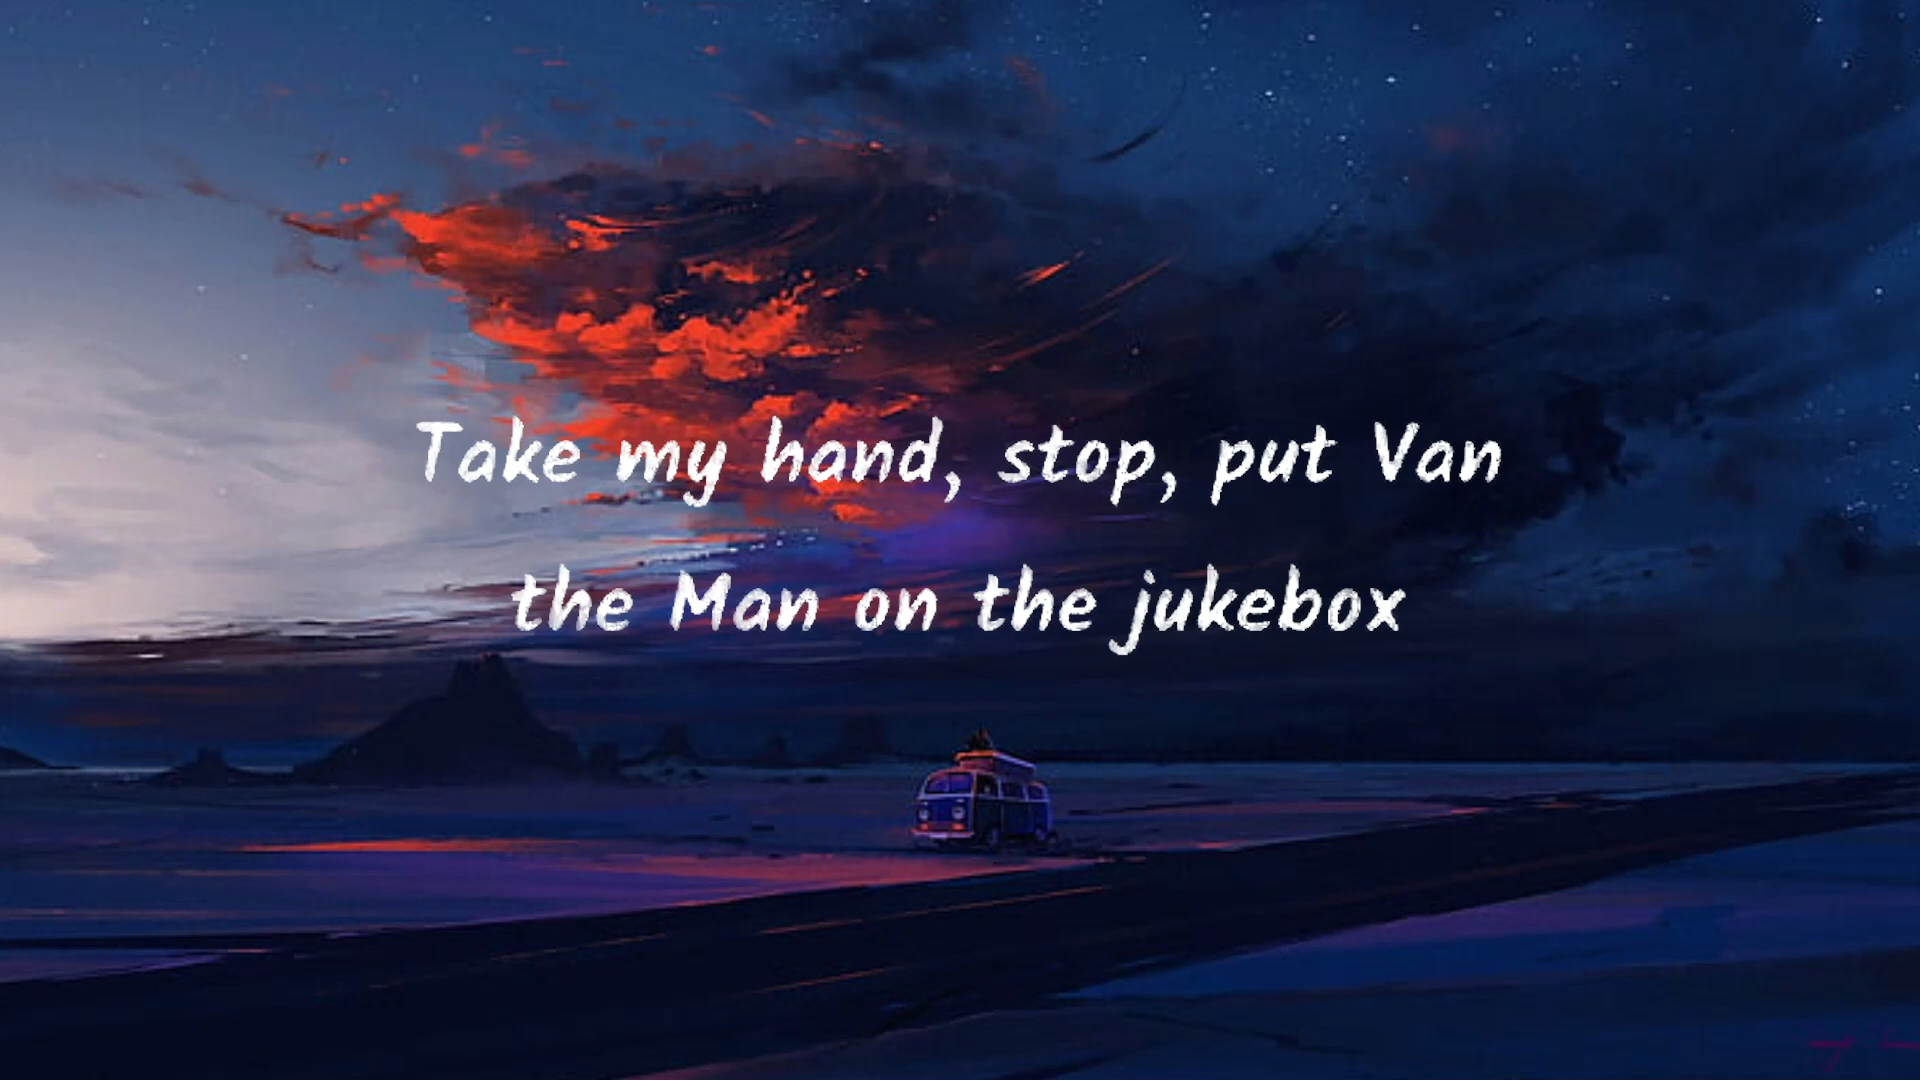 Take my hand, stop, put Van
the Man on the jukebox